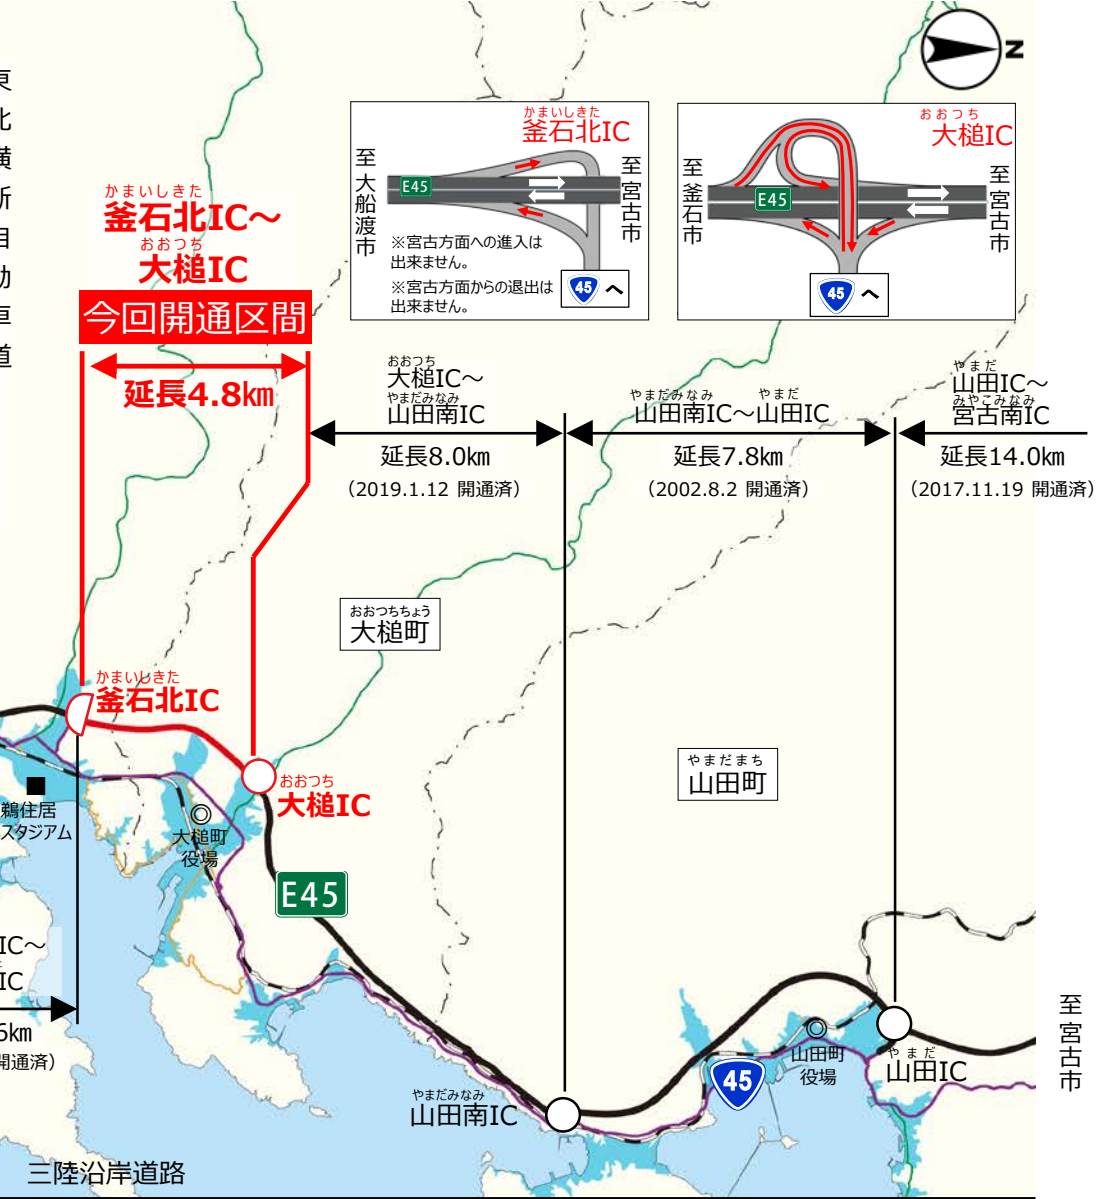 N
かまいしきた
釜石北IC～
おおつち
大槌IC
今回開通区間
延長4.8km
かまいしきた
釜石北IC
至大船渡市
E45
至宮古市
※宮古方面への進入は
出来ません。
※宮古方面からの退出は
出来ません。
45 へ
おおつち
大槌IC
至釜石市
E45
至宮古市
45 へ
おおつち
大槌IC～
やまだみなみ
山田南IC
延長8.0km
（2019.1.12 開通済）
やまだみなみ やまだ
山田南IC～山田IC
延長7.8km
（2002.8.2 開通済）
やまだ
山田IC～
みやこみなみ
宮古南IC
延長14.0km
（2017.11.19 開通済）
おおつちちょう
大槌町
かまいしきた
釜石北IC
おおつち
大槌IC
やまだまち
山田町
鵜住居
スタジアム
大槌町
役場
E45
IC～
IC
km
開通済）
至宮古市
山田町
役場
やまだ
山田IC
45
やまだみなみ
山田南IC
三陸沿岸道路